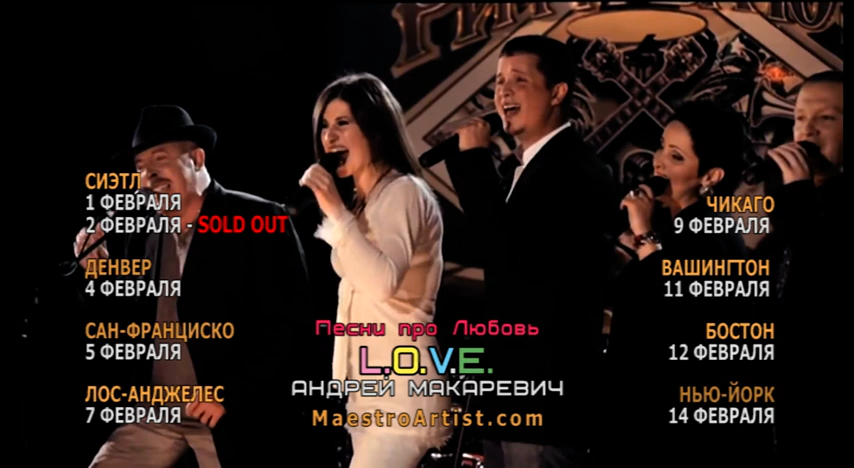 СИЭТЛ
1 ФЕВРАЛЯ
2 ФЕВРАЛЯ - SOLD OUT
ДЕНВЕР
4 ФЕВРАЛЯ
САН-ФРАНЦИСКО
5 ФЕВРАЛЯ
ЛОС-АНДЖЕЛЕС
7 ФЕВРАЛЯ
Песни про Любовь
L.O.V.E.
АНДРЕЙ МАКАРЕВИЧ
MaestroArtist.com
ЧИКАГО
9 ФЕВРАЛЯ
ВАШИНГТОН
11 ФЕВРАЛЯ
БОСТОН
12 ФЕВРАЛЯ
НЬЮ-ЙОРК
14 ФЕВРАЛЯ